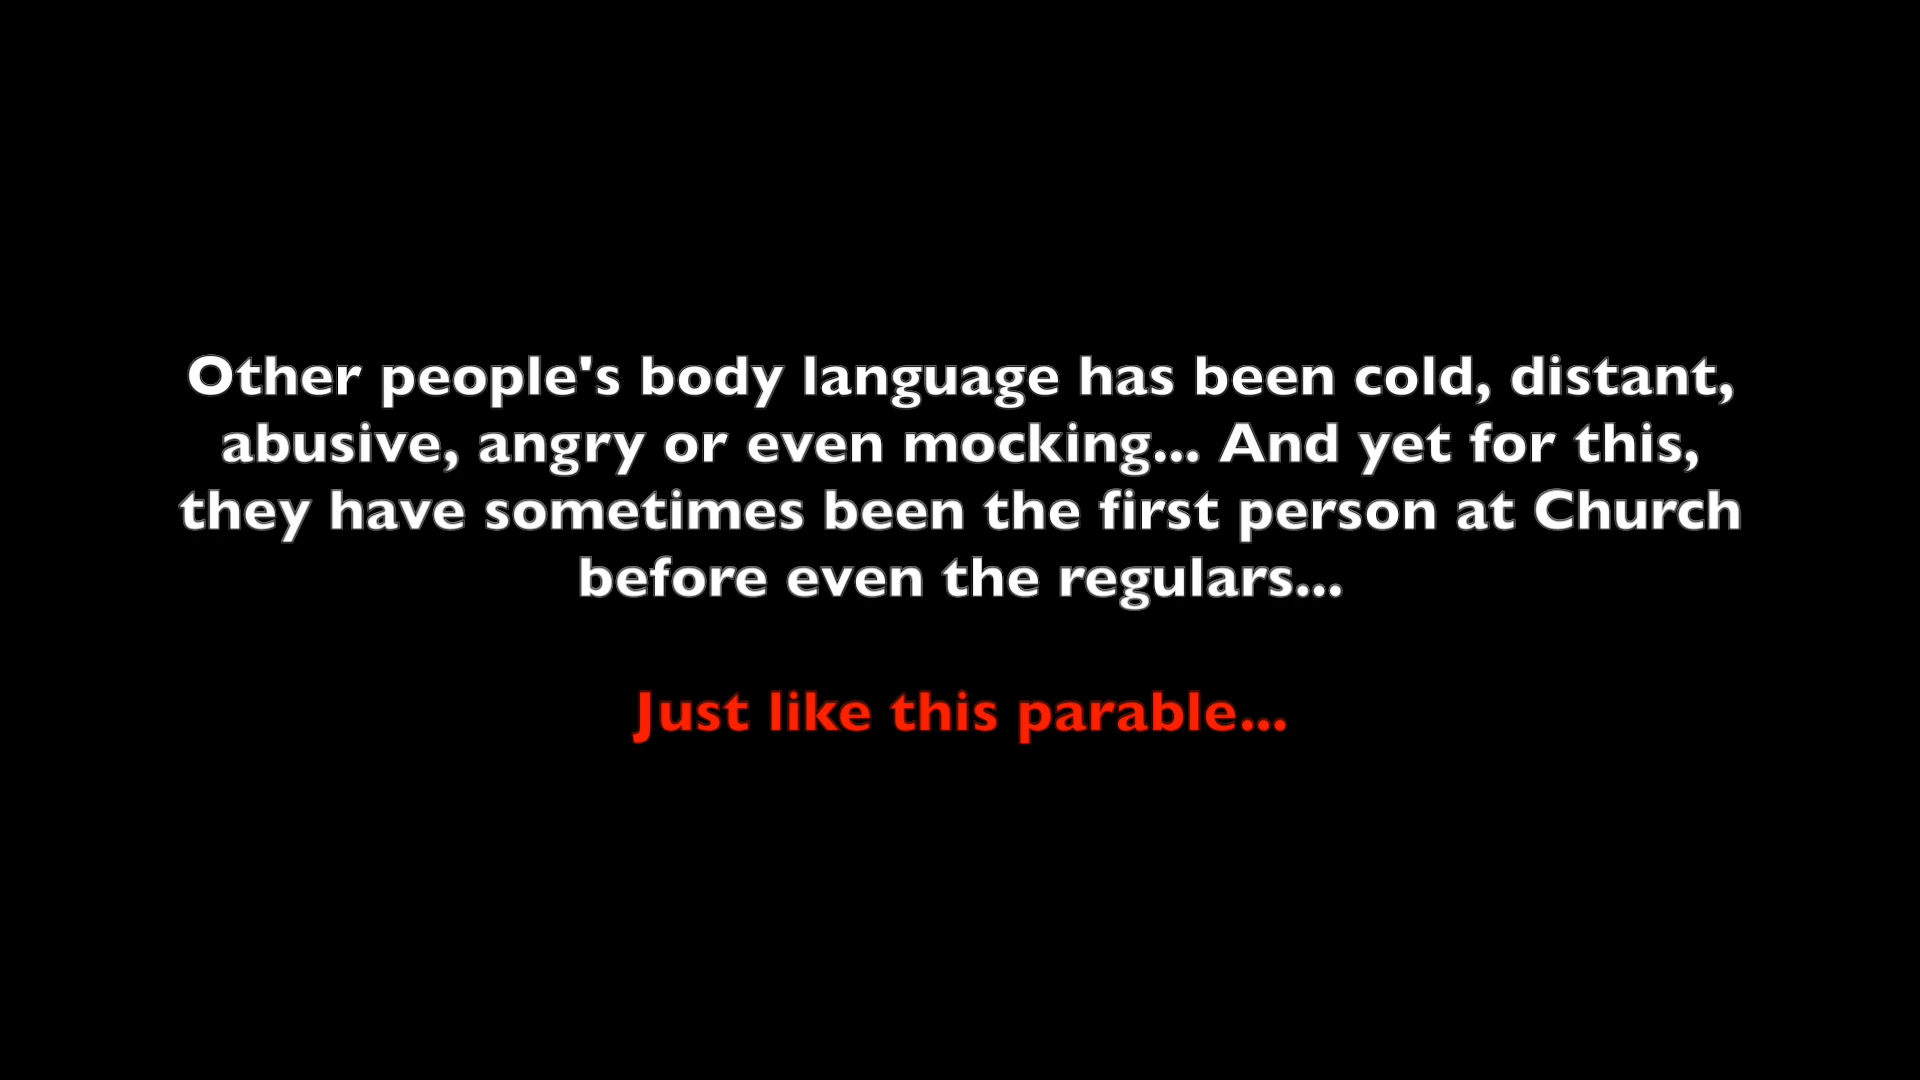 Other people's body language has been cold, distant,
abusive, angry or even mocking... And yet for this,
they have sometimes been the first person at Church
before even the regulars...
Just like this parable...